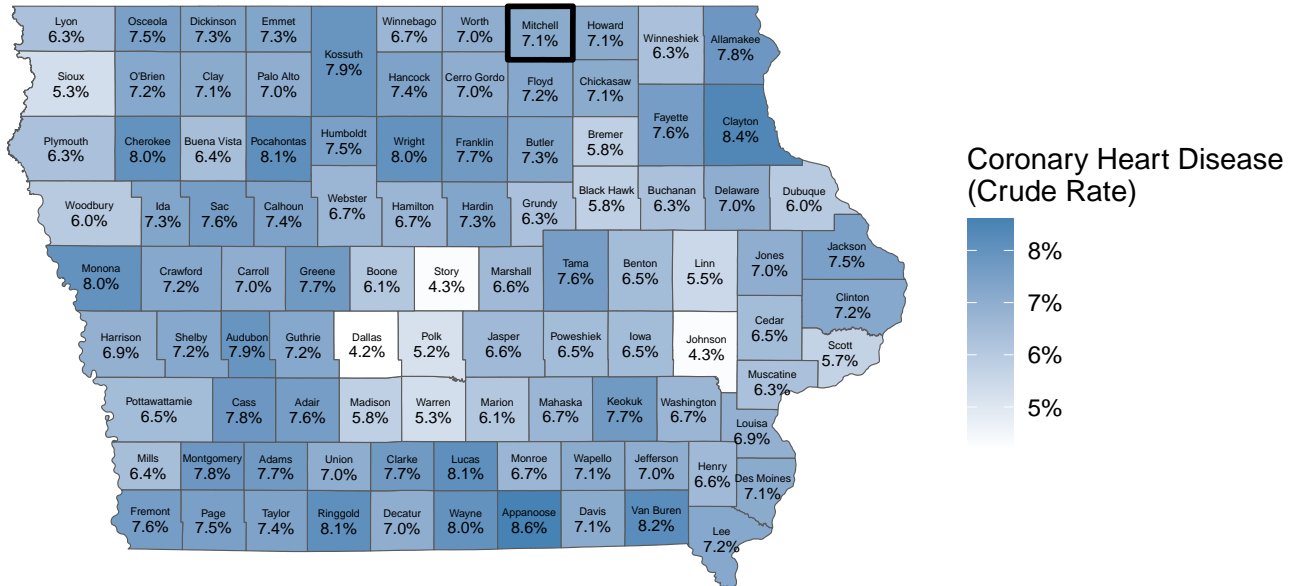 Lyon
6.3%
Osceola
7.5%
Dickinson
7.3%
Emmet
7.3%
Winnebago
6.7%
Worth
7.0%
Mitchell
7.1%
Howard
7.1%
Winneshiek
6.3%
Allamakee
7.8%
Kossuth
7.9%
Sioux
5.3%
O'Brien
7.2%
Clay
7.1%
Palo Alto
7.0%
Hancock
7.4%
Cerro Gordo
7.0%
Floyd
7.2%
Chickasaw
7.1%
Fayette
7.6%
Clayton
8.4%
Plymouth
6.3%
Cherokee
8.0%
Buena Vista
6.4%
Pocahontas
8.1%
Humboldt
7.5%
Wright
8.0%
Franklin
7.7%
Butler
7.3%
Bremer
5.8%
Woodbury
6.0%
Ida
7.3%
Sac
7.6%
Calhoun
7.4%
Webster
6.7%
Hamilton
6.7%
Hardin
7.3%
Grundy
6.3%
Black Hawk
5.8%
Buchanan
6.3%
Delaware
7.0%
Dubuque
6.0%
Monona
8.0%
Crawford
7.2%
Carroll
7.0%
Greene
7.7%
Boone
6.1%
Story
4.3%
Marshall
6.6%
Tama
7.6%
Benton
6.5%
Linn
5.5%
Jones
7.0%
Jackson
7.5%
Clinton
7.2%
Harrison
6.9%
Shelby
7.2%
Audubon
7.9%
Guthrie
7.2%
Dallas
4.2%
Polk
5.2%
Jasper
6.6%
Poweshiek
6.5%
Iowa
6.5%
Johnson
4.3%
Cedar
6.5%
Scott
5.7%
Muscatine
6.3%
Pottawattamie
6.5%
Cass
7.8%
Adair
7.6%
Madison
5.8%
Warren
5.3%
Marion
6.1%
Mahaska
6.7%
Keokuk
7.7%
Washington
6.7%
Louisa
6.9%
Mills
6.4%
Montgomery
7.8%
Adams
7.7%
Union
7.0%
Clarke
7.7%
Lucas
8.1%
Monroe
6.7%
Wapello
7.1%
Jefferson
7.0%
Henry
6.6%
Des Moines
7.1%
Fremont
7.6%
Page
7.5%
Taylor
7.4%
Ringgold
8.1%
Decatur
7.0%
Wayne
8.0%
Appanoose
8.6%
Davis
7.1%
Van Buren
8.2%
Lee
7.2%
Coronary Heart Disease
(Crude Rate)
8%
7%
6%
5%